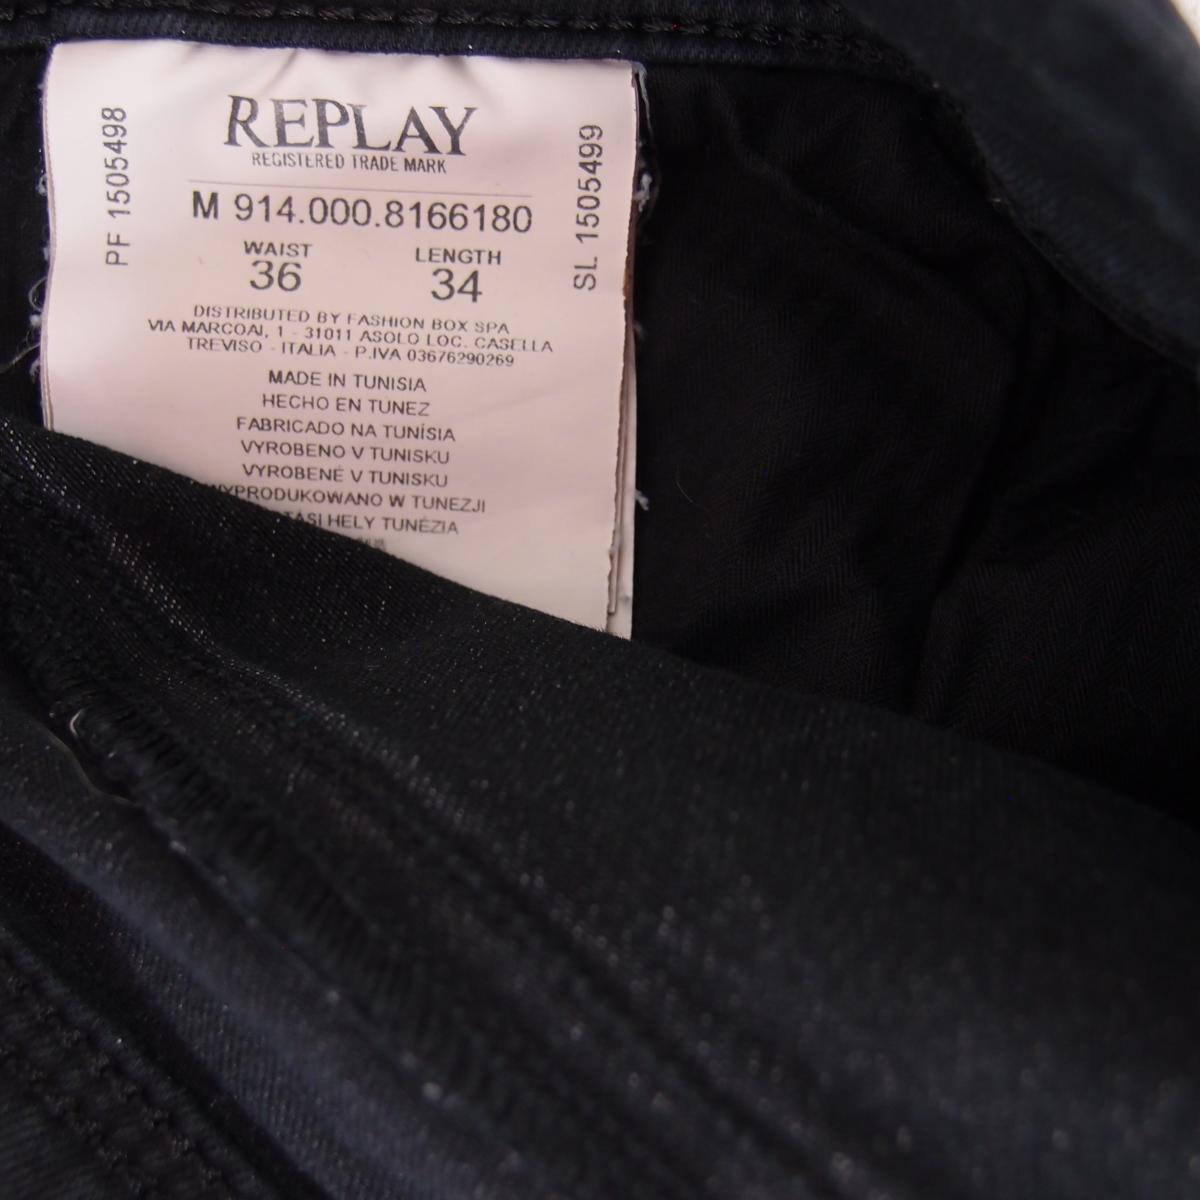 REPLAY
REGISTERED TRADE MARK
PF 1505498
SL 1505499
M 914.000.8166180
WAIST LENGTH
36 34
DISTRIBUTED BY FASHION BOX SPA
VIA MARCOAI, 1 - 31011 ASOLO LOC. CASELLA
TREVISO - ITALIA - P.IVA 03676290269
MADE IN TUNISIA
HECHO EN TUNEZ
FABRICADO NA TUNÍSIA
VYROBENO V TUNISKU
VYROBENÉ V TUNISKU
WYPRODUKOWANO W TUNEZJI
HELY TUNÉZIA